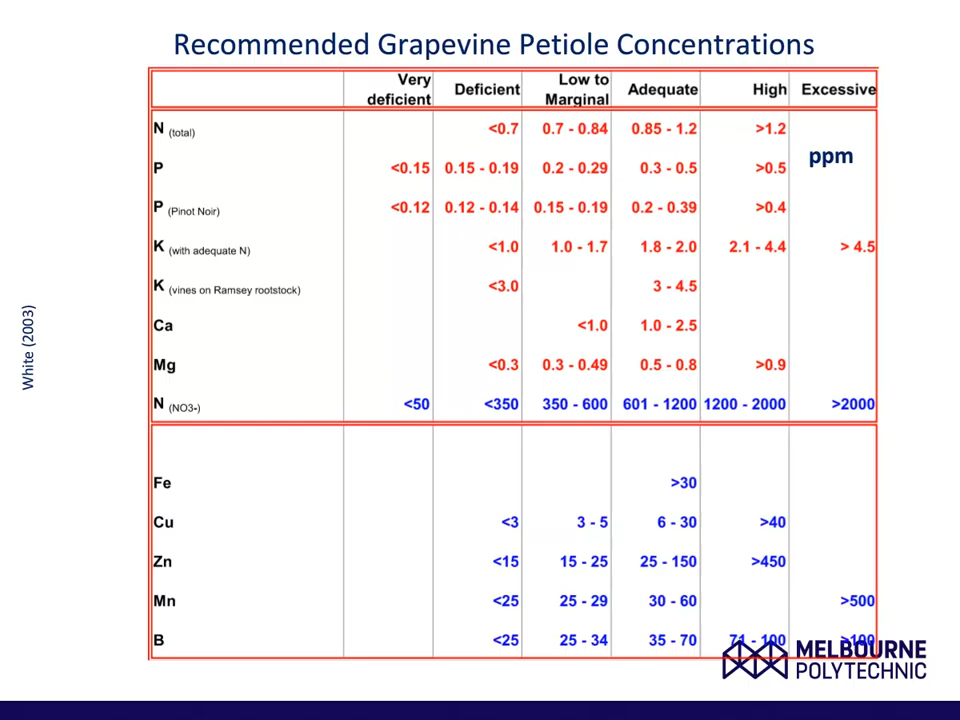 Recommended Grapevine Petiole Concentrations
Very deficient Deficient Low to Marginal Adequate High Excessive
N (total) <0.7 0.7 - 0.84 0.85 - 1.2 >1.2
ppm
P <0.15 0.15 - 0.19 0.2 - 0.29 0.3 - 0.5 >0.5
P (Pinot Noir) <0.12 0.12 - 0.14 0.15 - 0.19 0.2 - 0.39 >0.4
K (with adequate N) <1.0 1.0 - 1.7 1.8 - 2.0 2.1 - 4.4 > 4.5
K (vines on Ramsey rootstock) <3.0 3 - 4.5
Ca <1.0 1.0 - 2.5
Mg <0.3 0.3 - 0.49 0.5 - 0.8 >0.9
N (NO3-) <50 <350 350 - 600 601 - 1200 1200 - 2000 >2000
Fe >30
Cu <3 3 - 5 6 - 30 >40
Zn <15 15 - 25 25 - 150 >450
Mn <25 25 - 29 30 - 60 >500
B <25 25 - 34 35 - 70 71 - 100 >100
White (2003)
MELBOURNE
POLYTECHNIC